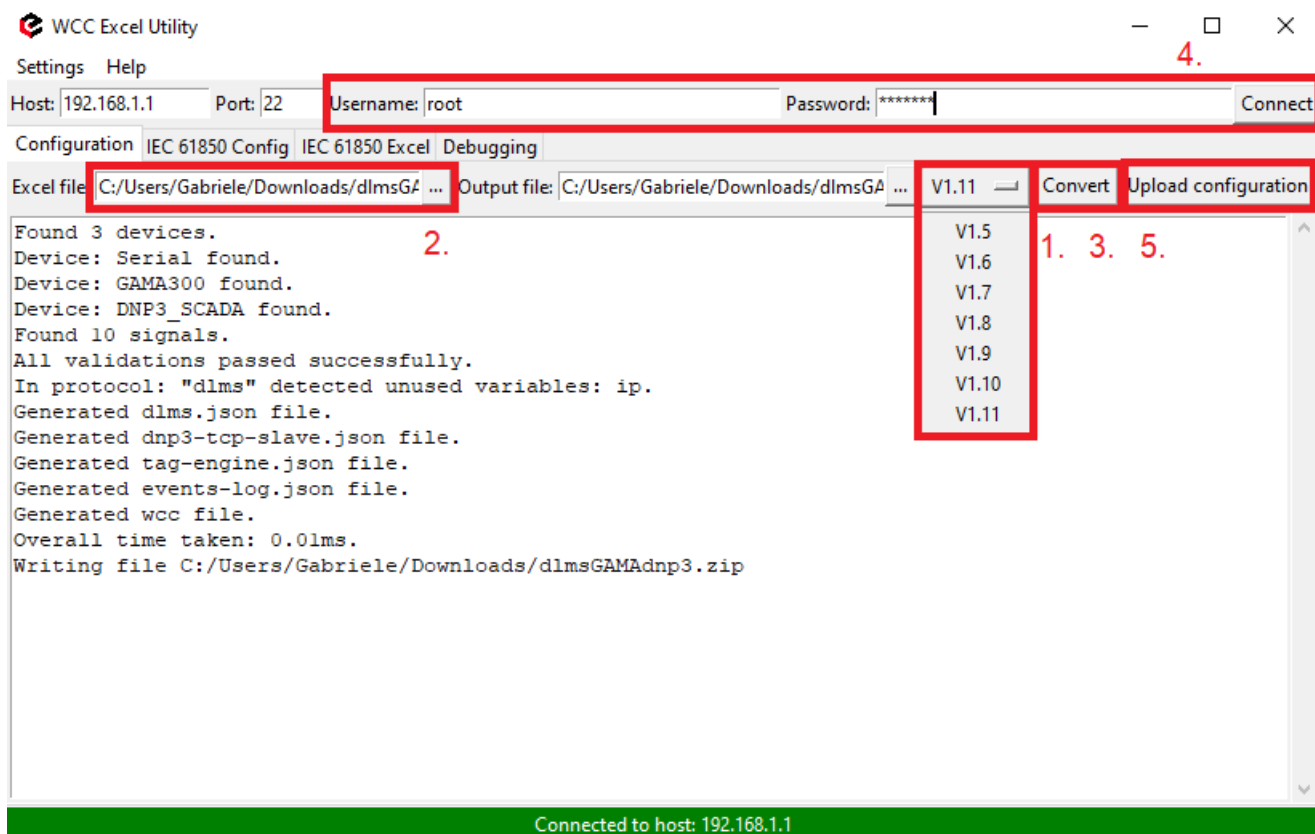 WCC Excel Utility
Settings Help
4.
Host: 192.168.1.1 Port: 22 Username: root Password: ******* Connect
Configuration IEC 61850 Config IEC 61850 Excel Debugging
Excel file C:/Users/Gabriele/Downloads/dlmsGA ... Output file: C:/Users/Gabriele/Downloads/dlmsGA ... V1.11 Convert Upload configuration
2.
1. 3. 5.
V1.5
V1.6
V1.7
V1.8
V1.9
V1.10
V1.11
Found 3 devices.
Device: Serial found.
Device: GAMA300 found.
Device: DNP3_SCADA found.
Found 10 signals.
All validations passed successfully.
In protocol: "dlms" detected unused variables: ip.
Generated dlms.json file.
Generated dnp3-tcp-slave.json file.
Generated tag-engine.json file.
Generated events-log.json file.
Generated wcc file.
Overall time taken: 0.01ms.
Writing file C:/Users/Gabriele/Downloads/dlmsGAMAdnp3.zip
Connected to host: 192.168.1.1